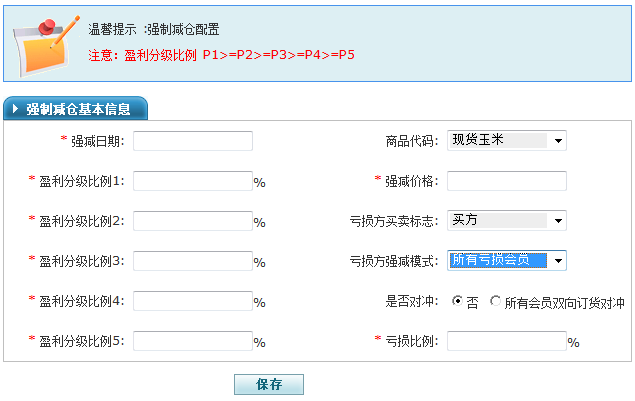 温馨提示 :强制减仓配置
注意：盈利分级比例 P1>=P2>=P3>=P4>=P5
强制减仓基本信息
* 强减日期: 商品代码: 现货玉米
* 盈利分级比例1: % * 强减价格:
* 盈利分级比例2: % 亏损方买卖标志: 买方
* 盈利分级比例3: % 亏损方强减模式: 所有亏损会员
* 盈利分级比例4: % 是否对冲: 否 所有会员双向订货对冲
* 盈利分级比例5: % * 亏损比例: %
保存